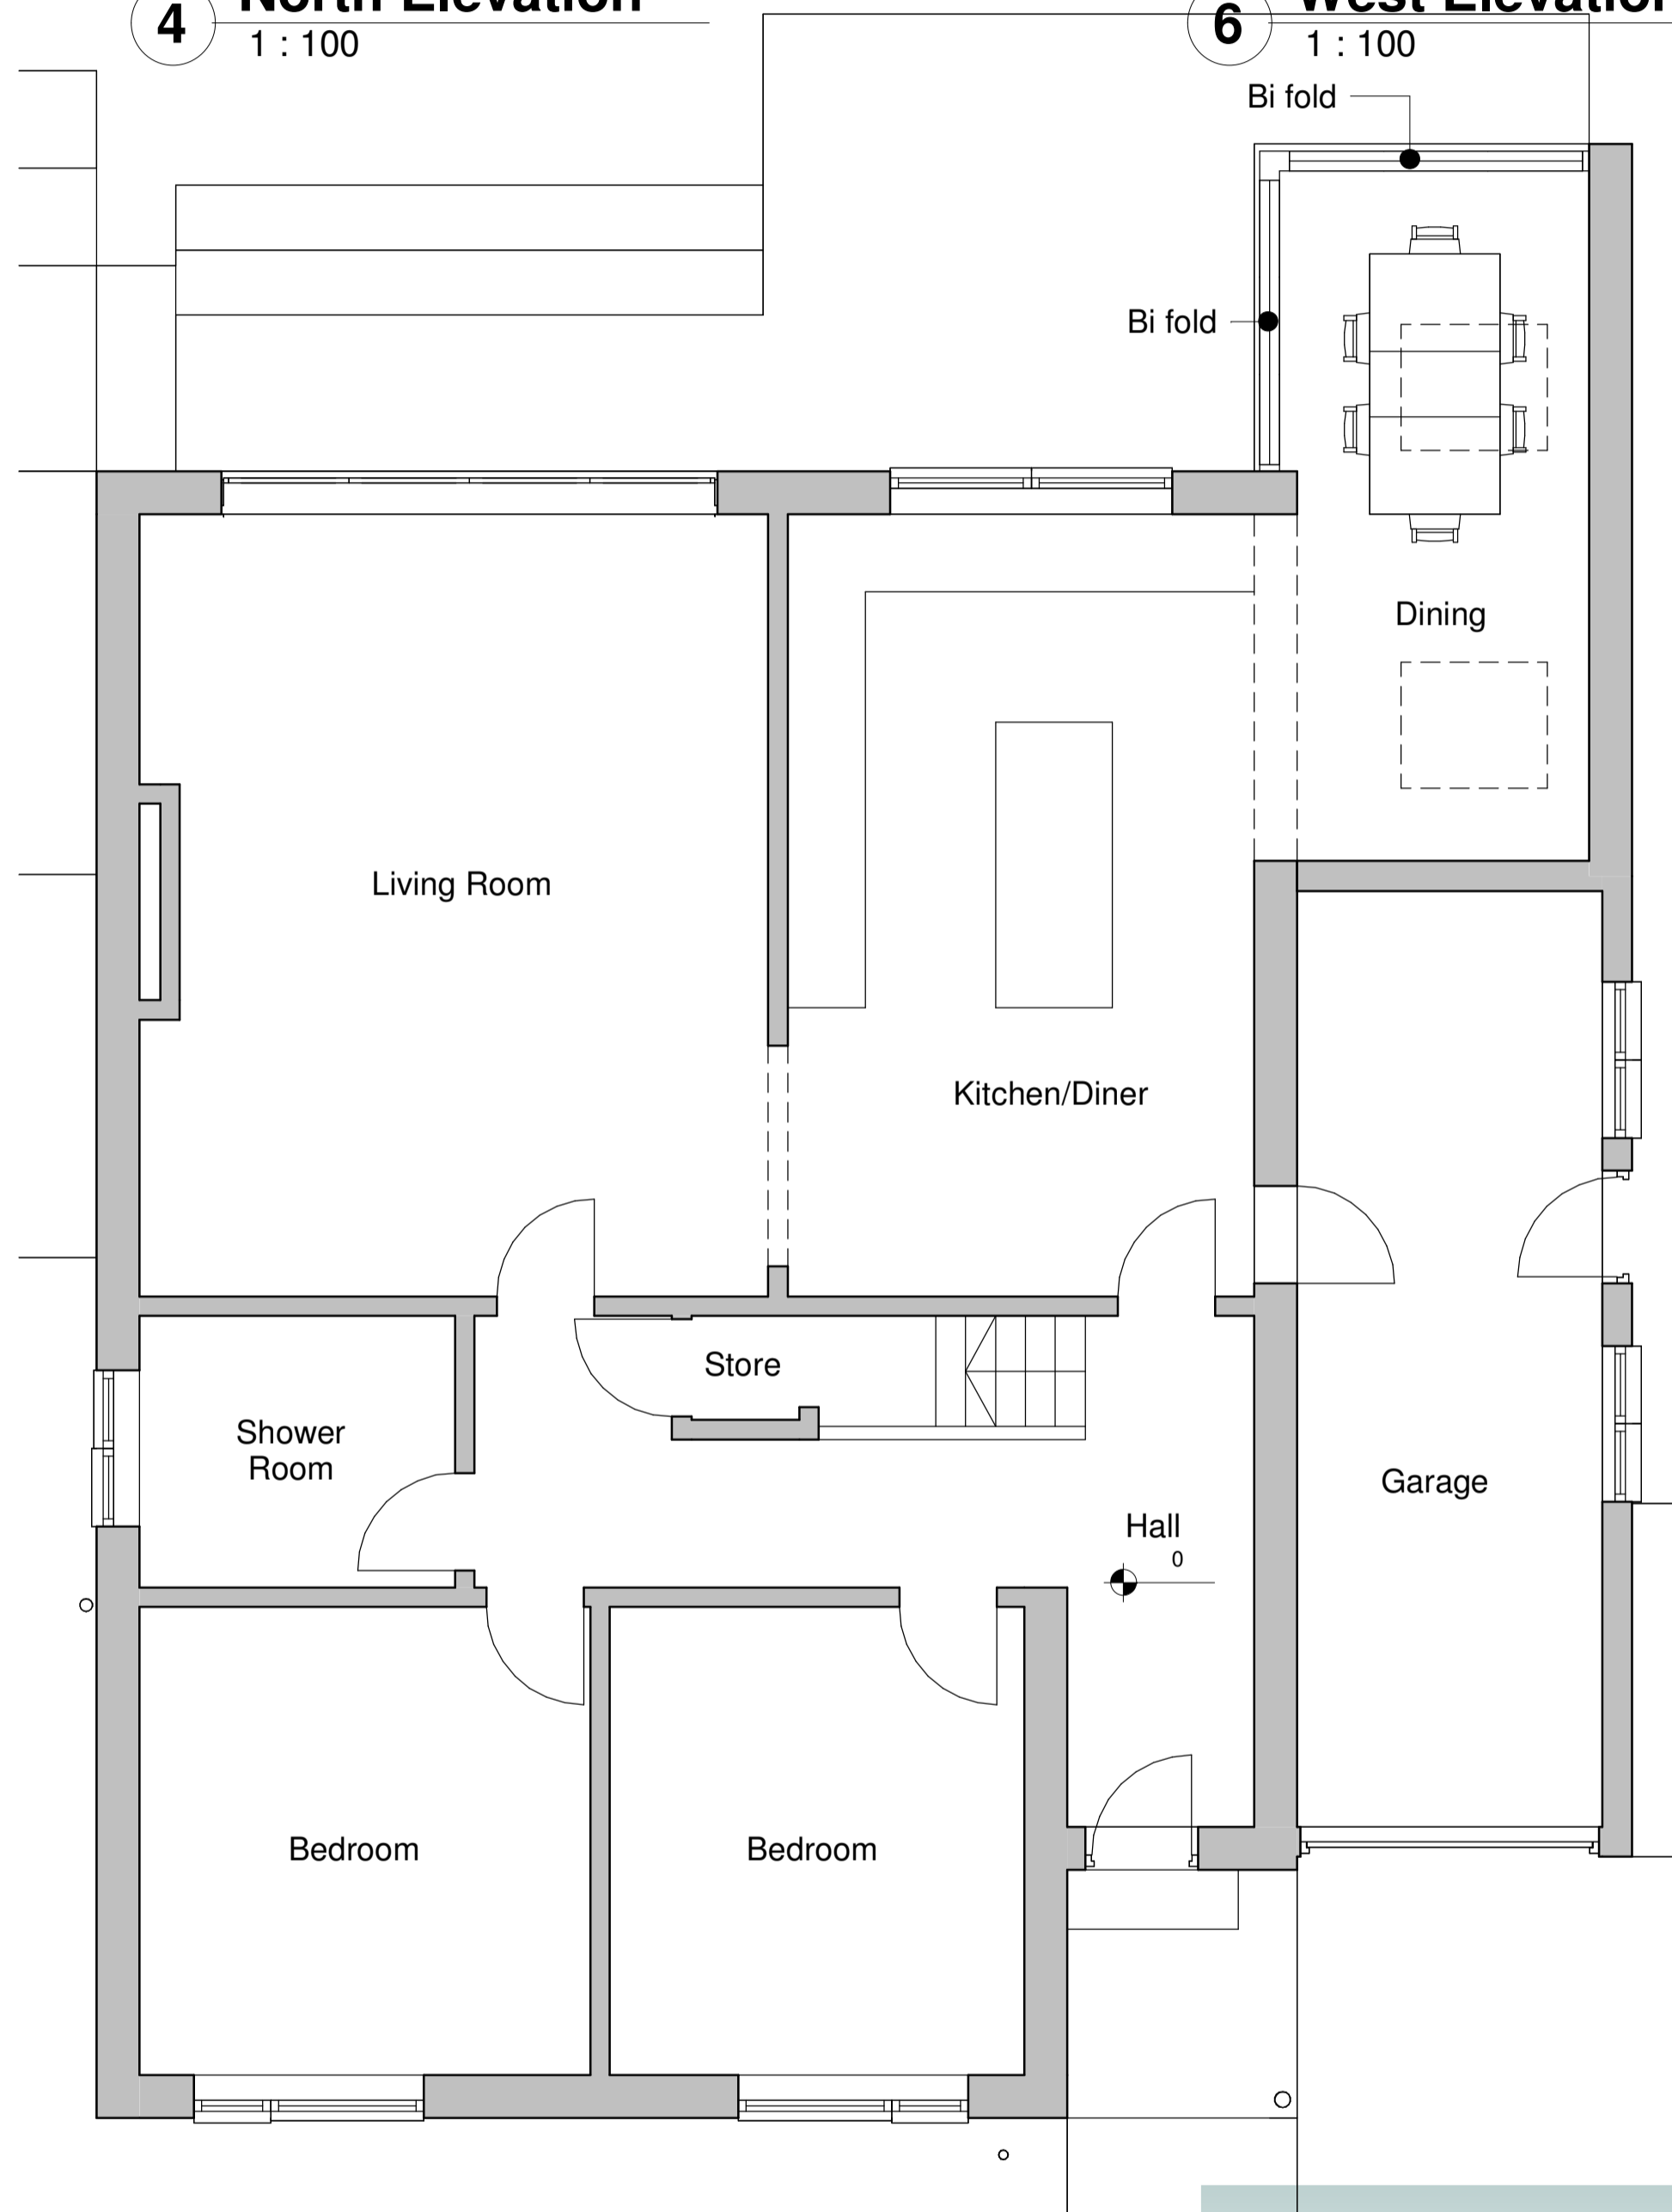 4
North Elevation
1 : 100
6
West Elevation
1 : 100
Bi fold
Bi fold
Dining
Living Room
Kitchen/Diner
Store
Shower
Room
Garage
Hall
0
Bedroom
Bedroom